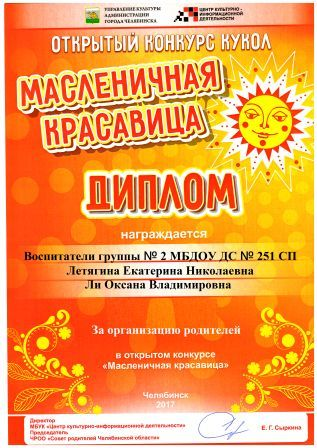 УПРАВЛЕНИЕ КУЛЬТУРЫ
АДМИНИСТРАЦИИ
ГОРОДА ЧЕЛЯБИНСКА
ЦЕНТР КУЛЬТУРНО-
ИНФОРМАЦИОННОЙ
ДЕЯТЕЛЬНОСТИ
ОТКРЫТЫЙ КОНКУРС КУКОЛ
МАСЛЕНИЧНАЯ
КРАСАВИЦА
ДИПЛОМ
награждается
Воспитатели группы № 2 МБДОУ ДС № 251 СП
Летягина Екатерина Николаевна
Ли Оксана Владимировна
За организацию родителей
в открытом конкурсе
«Масленичная красавица»
Челябинск
2017
Директор
МБУК «Центр культурно-информационной деятельности»
Председатель
ЧРОО «Совет родителей Челябинской области»
Е. Г. Сыркина